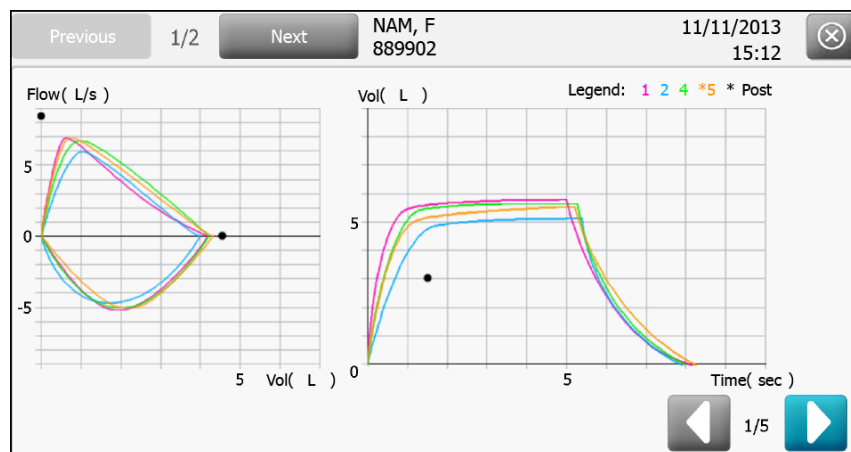 Previous 1/2 Next NAM, F 11/11/2013
889902 15:12
Flow( L/s )
5
0
-5
5 Vol( L )
Vol( L ) Legend: 1 2 4 *5 * Post
5
0
5 Time( sec )
1/5